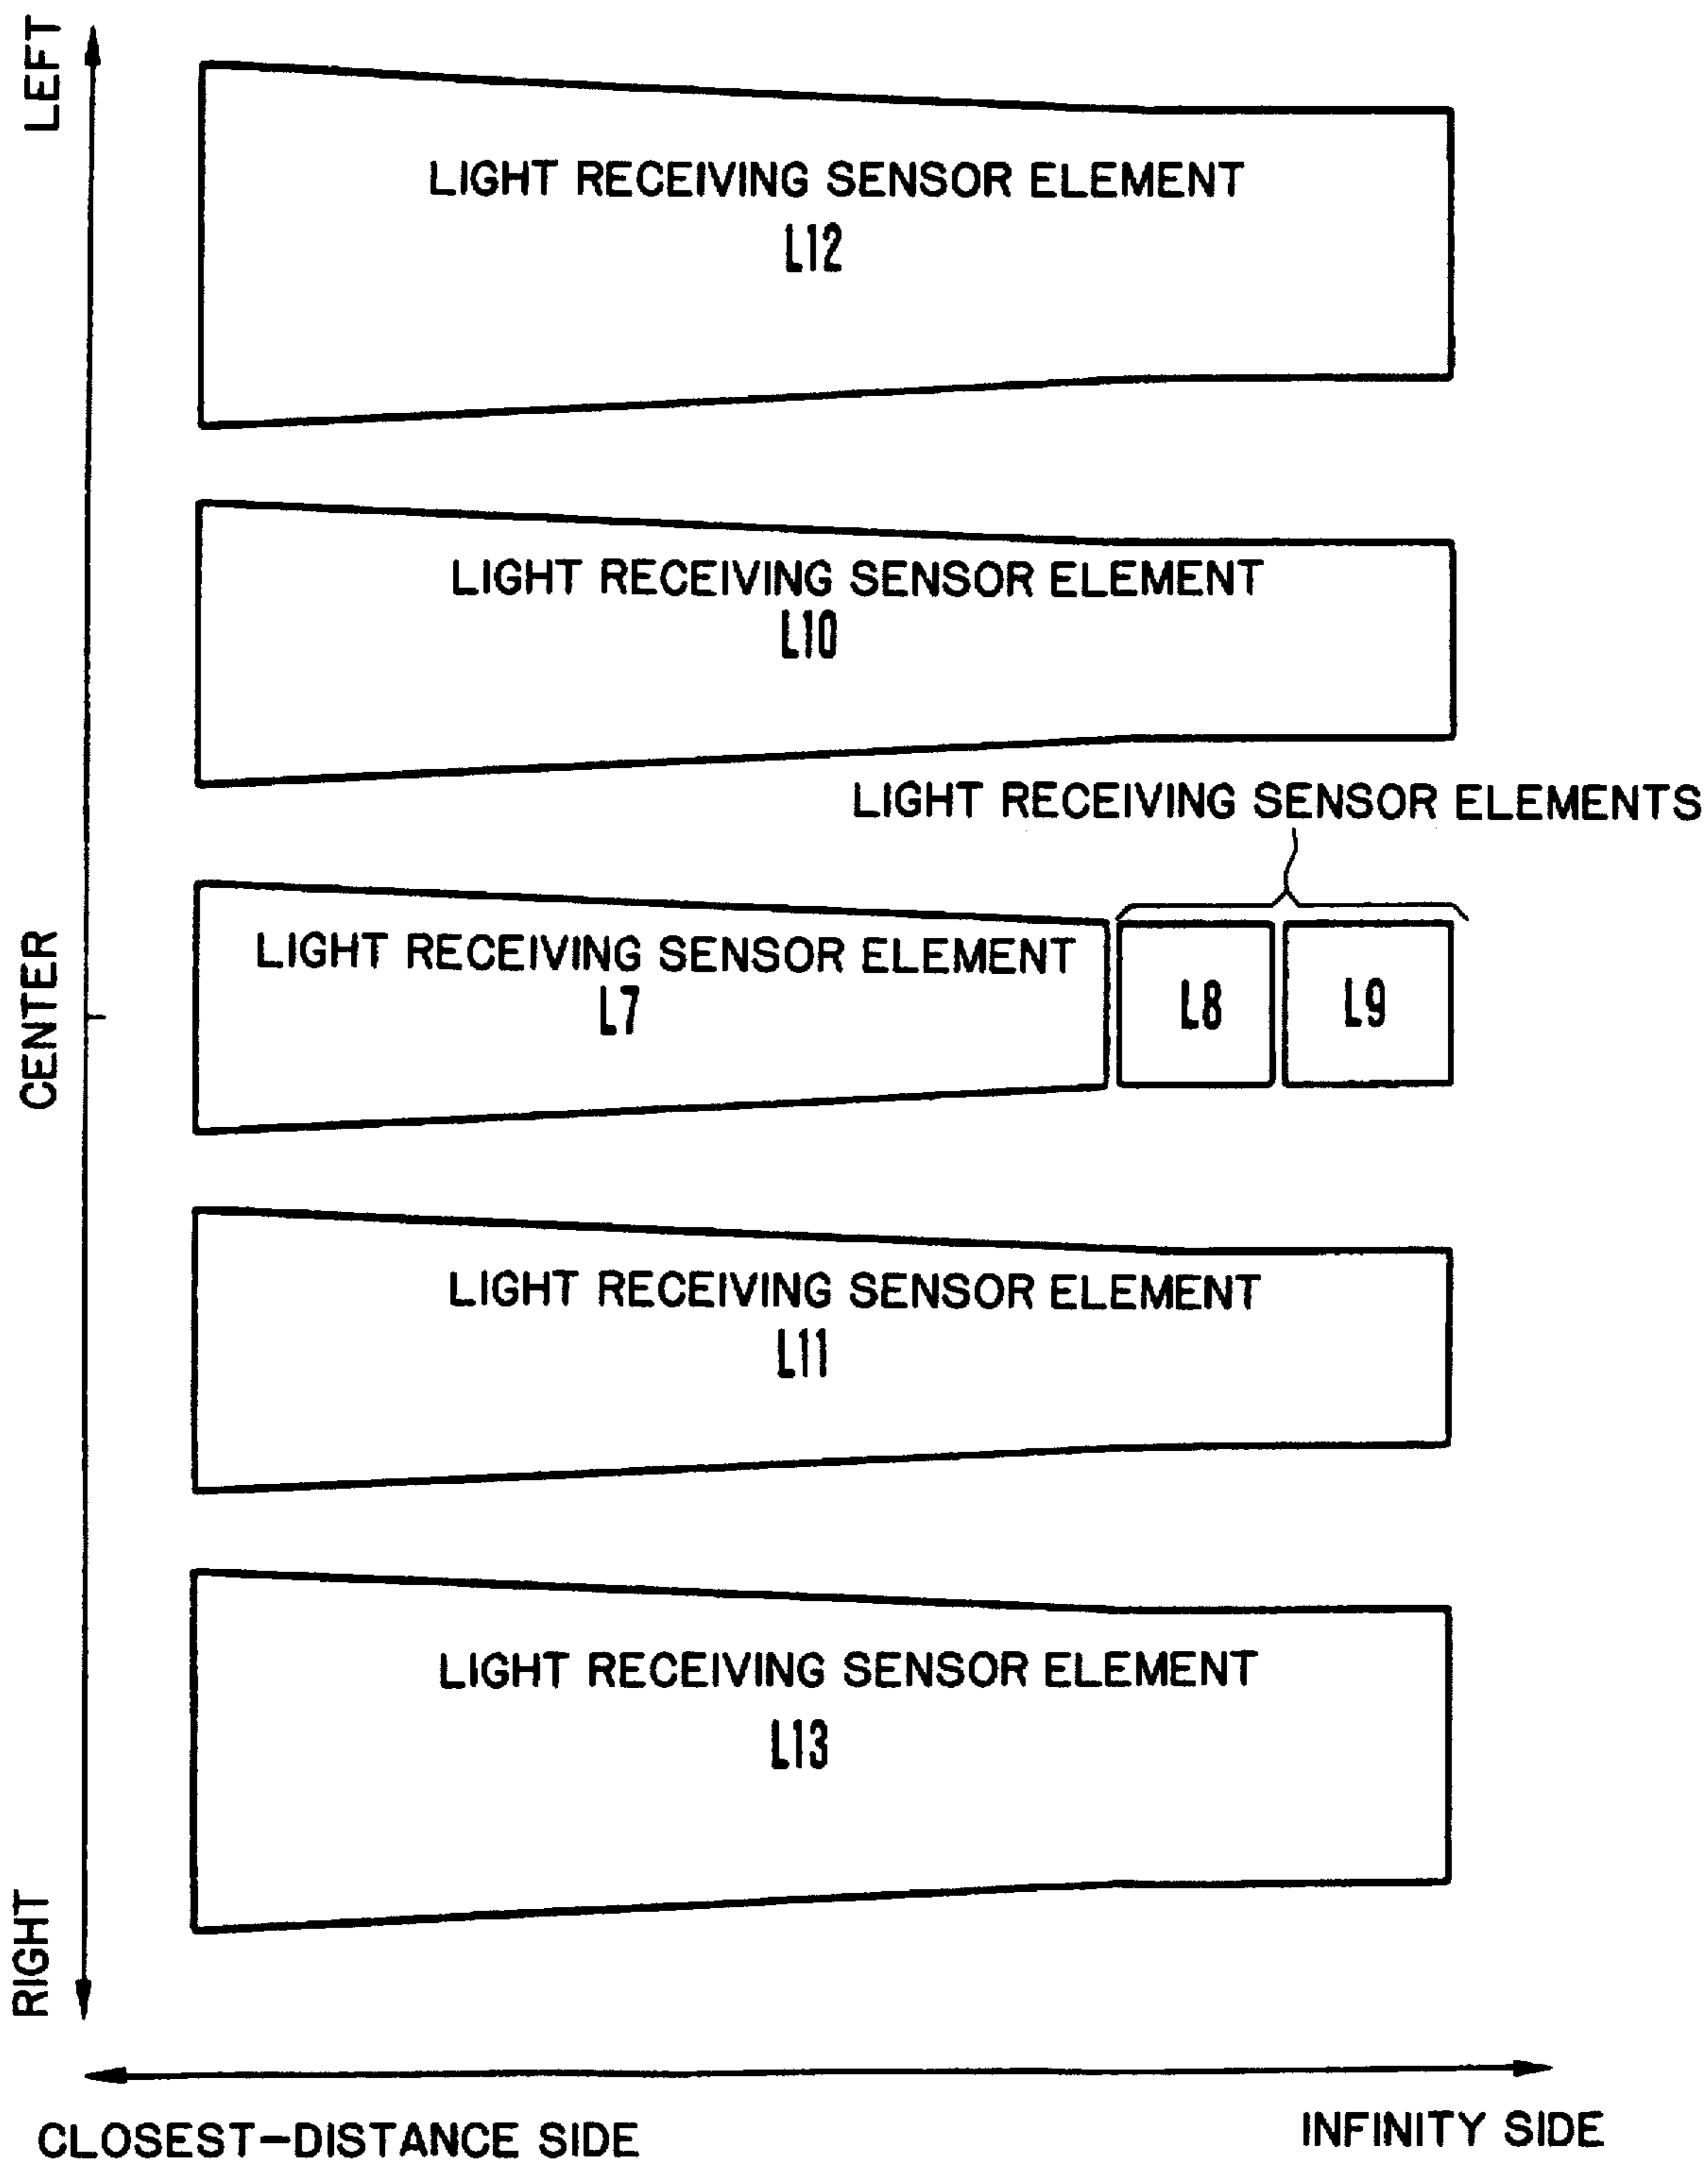 LEFT
LIGHT RECEIVING SENSOR ELEMENT
L12
LIGHT RECEIVING SENSOR ELEMENT
L10
LIGHT RECEIVING SENSOR ELEMENTS
CENTER
LIGHT RECEIVING SENSOR ELEMENT
L7
L8
L9
LIGHT RECEIVING SENSOR ELEMENT
L11
LIGHT RECEIVING SENSOR ELEMENT
L13
RIGHT
CLOSEST-DISTANCE SIDE
INFINITY SIDE